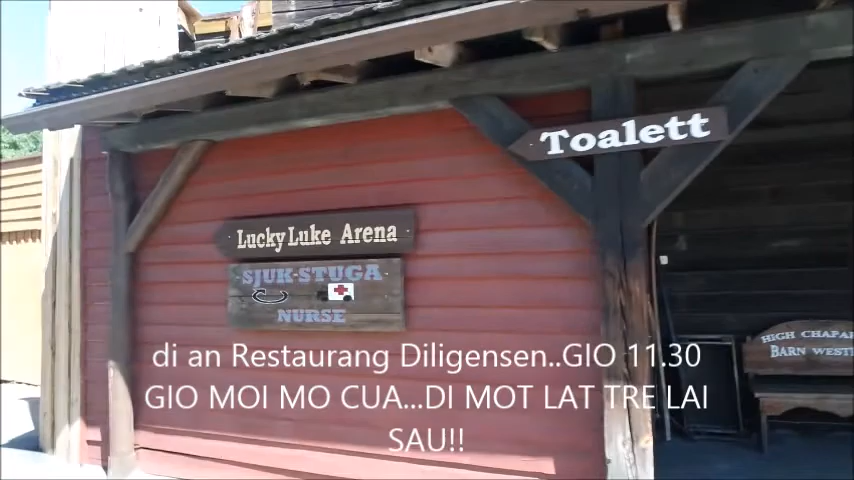 Toalett
Lucky Luke Arena
SJUK-STUGA
NURSE
HIGH CHAPAR
BARN WESTER
di an Restaurang Diligensen..GIO 11.30
GIO MOI MO CUA...DI MOT LAT TRE LAI
SAU!!